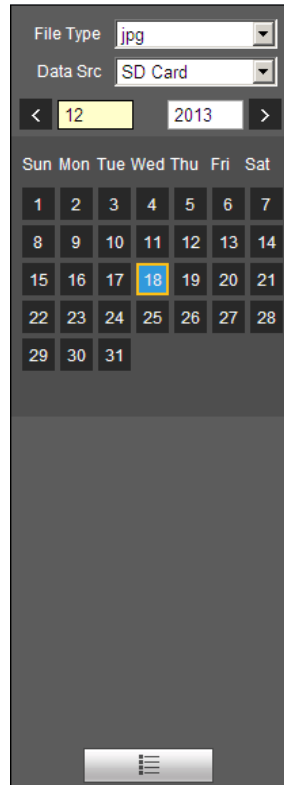 File Type jpg
Data Src SD Card
< 12 2013 >
Sun Mon Tue Wed Thu Fri Sat
1 2 3 4 5 6 7
8 9 10 11 12 13 14
15 16 17 18 19 20 21
22 23 24 25 26 27 28
29 30 31